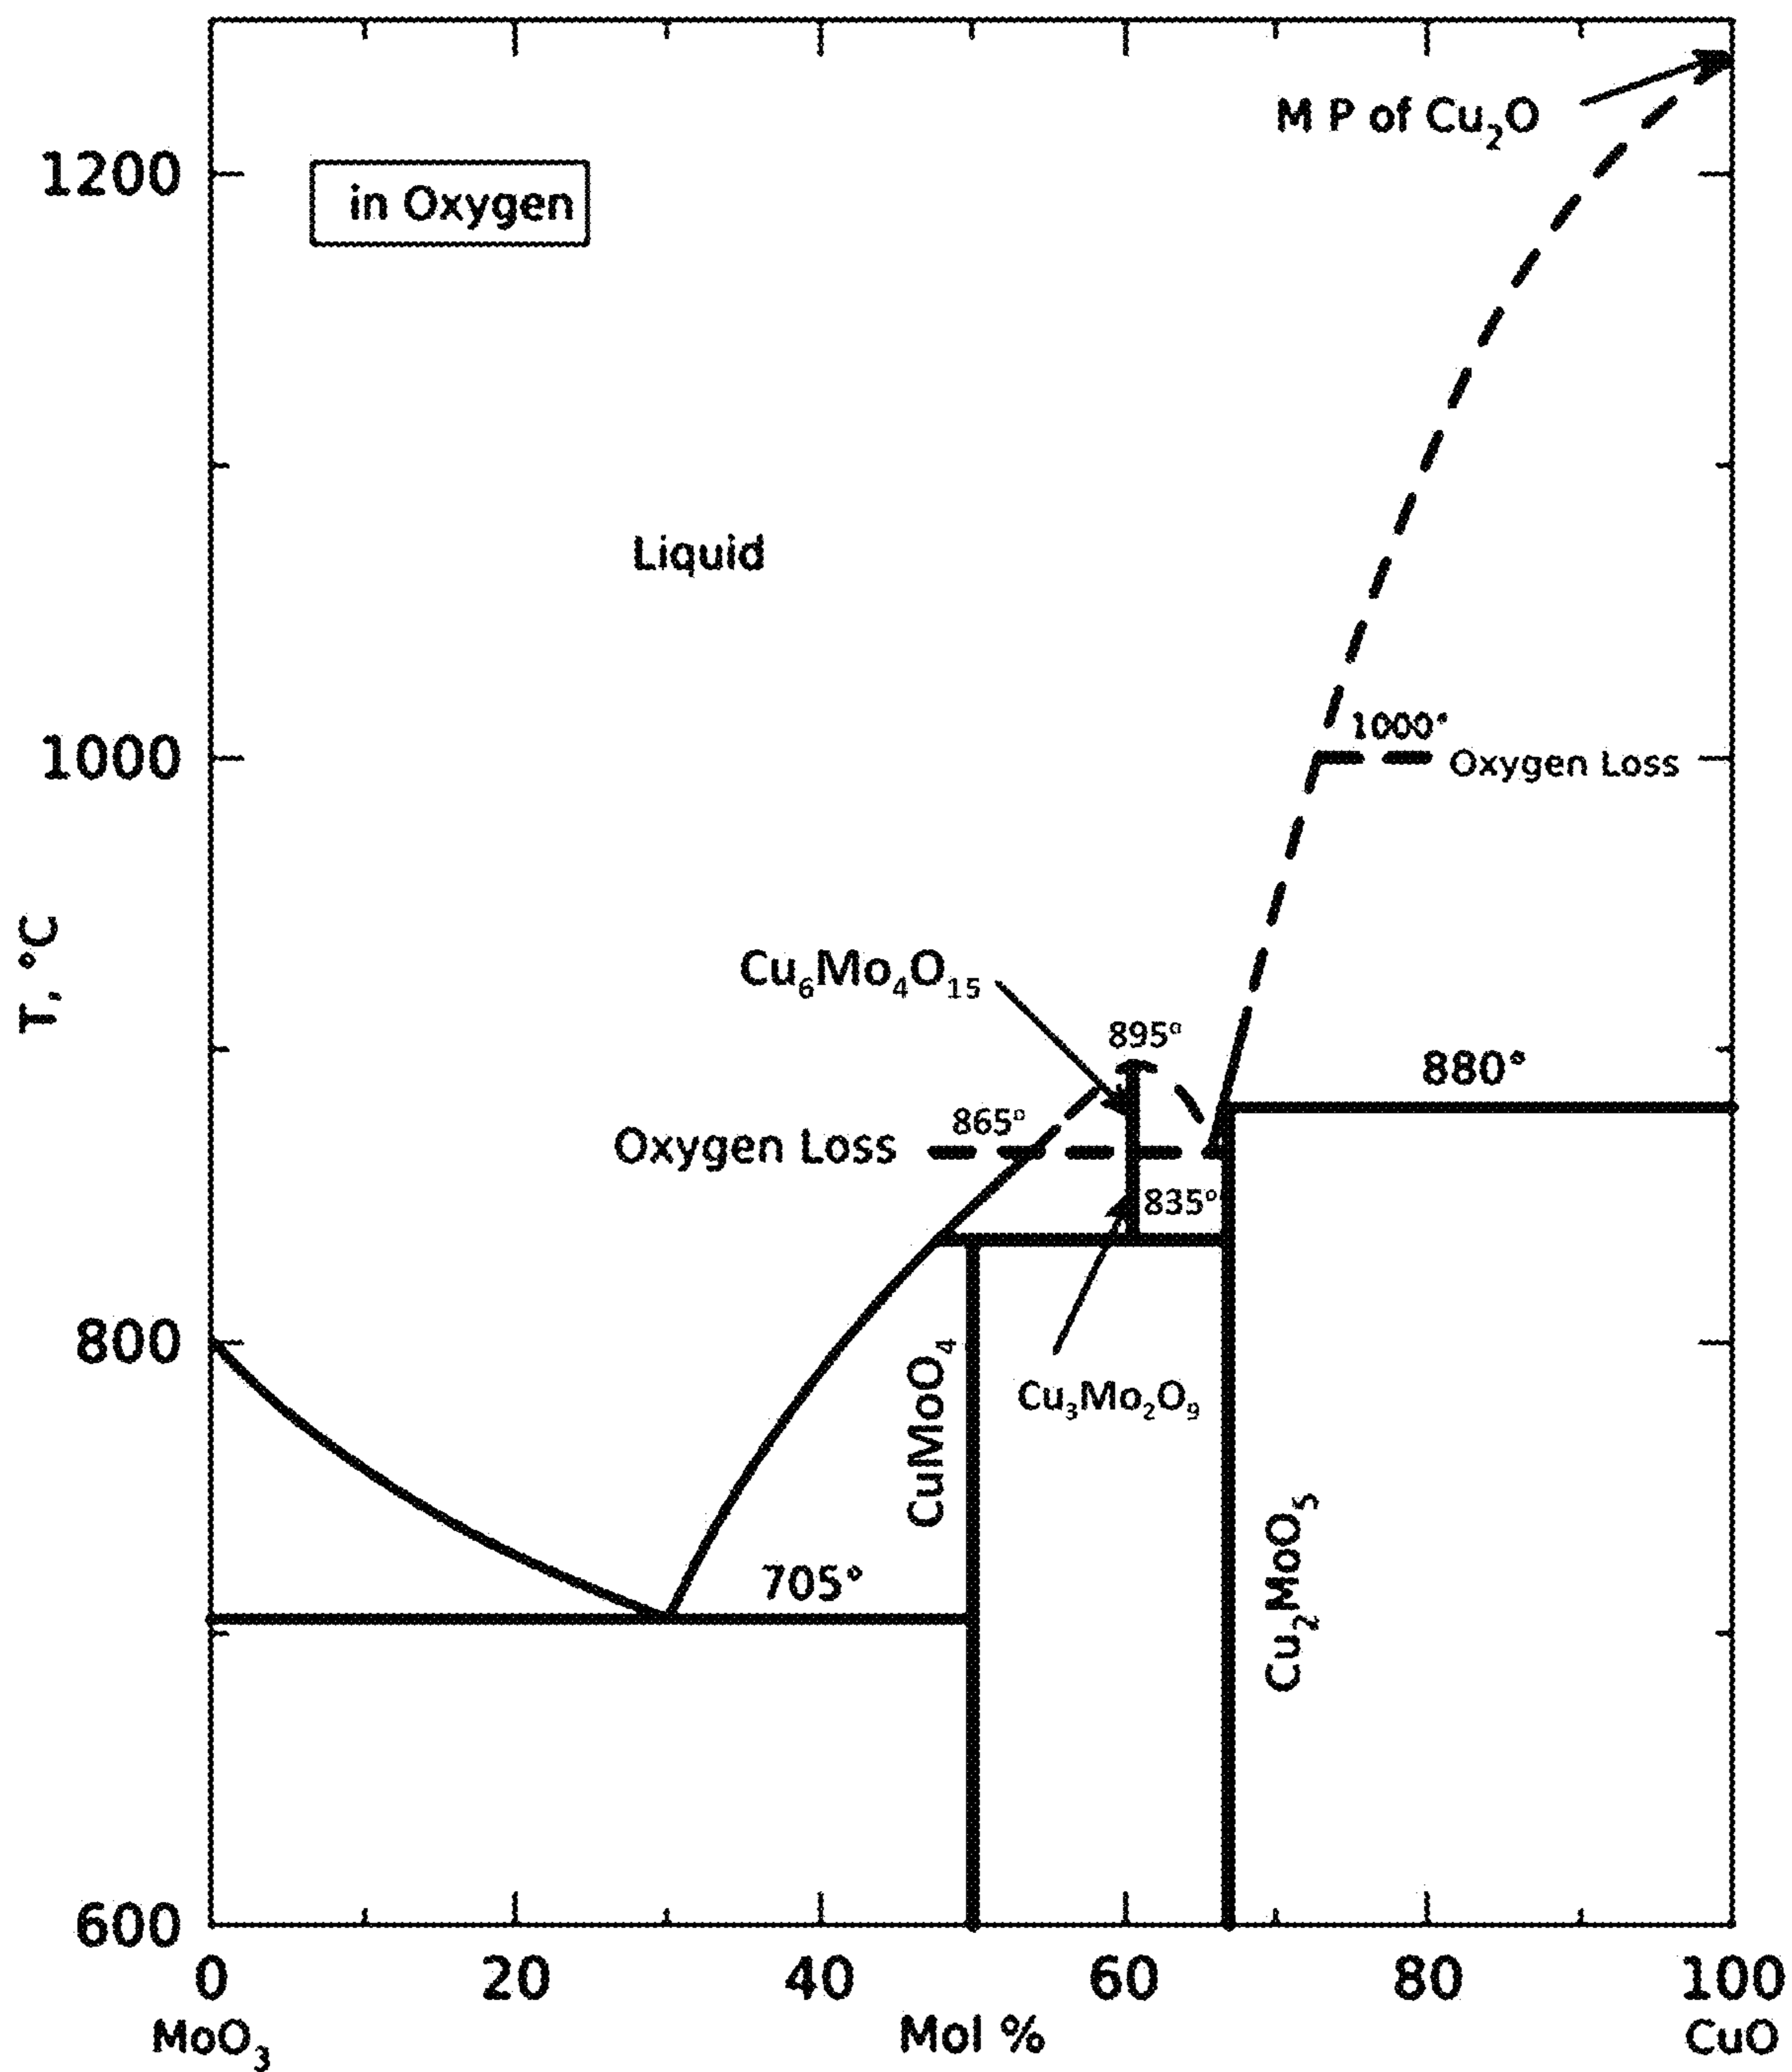 M P of Cu₂O
1200
in Oxygen
Liquid
1000°
1000
Oxygen Loss
T, °C
Cu₆Mo₄O₁₅
895°
880°
865°
Oxygen Loss
835°
800
CuMoO₄
Cu₃Mo₂O₉
Cu₂MoO₅
705°
600
0 20 40 60 80 100
MoO₃ Mol % CuO